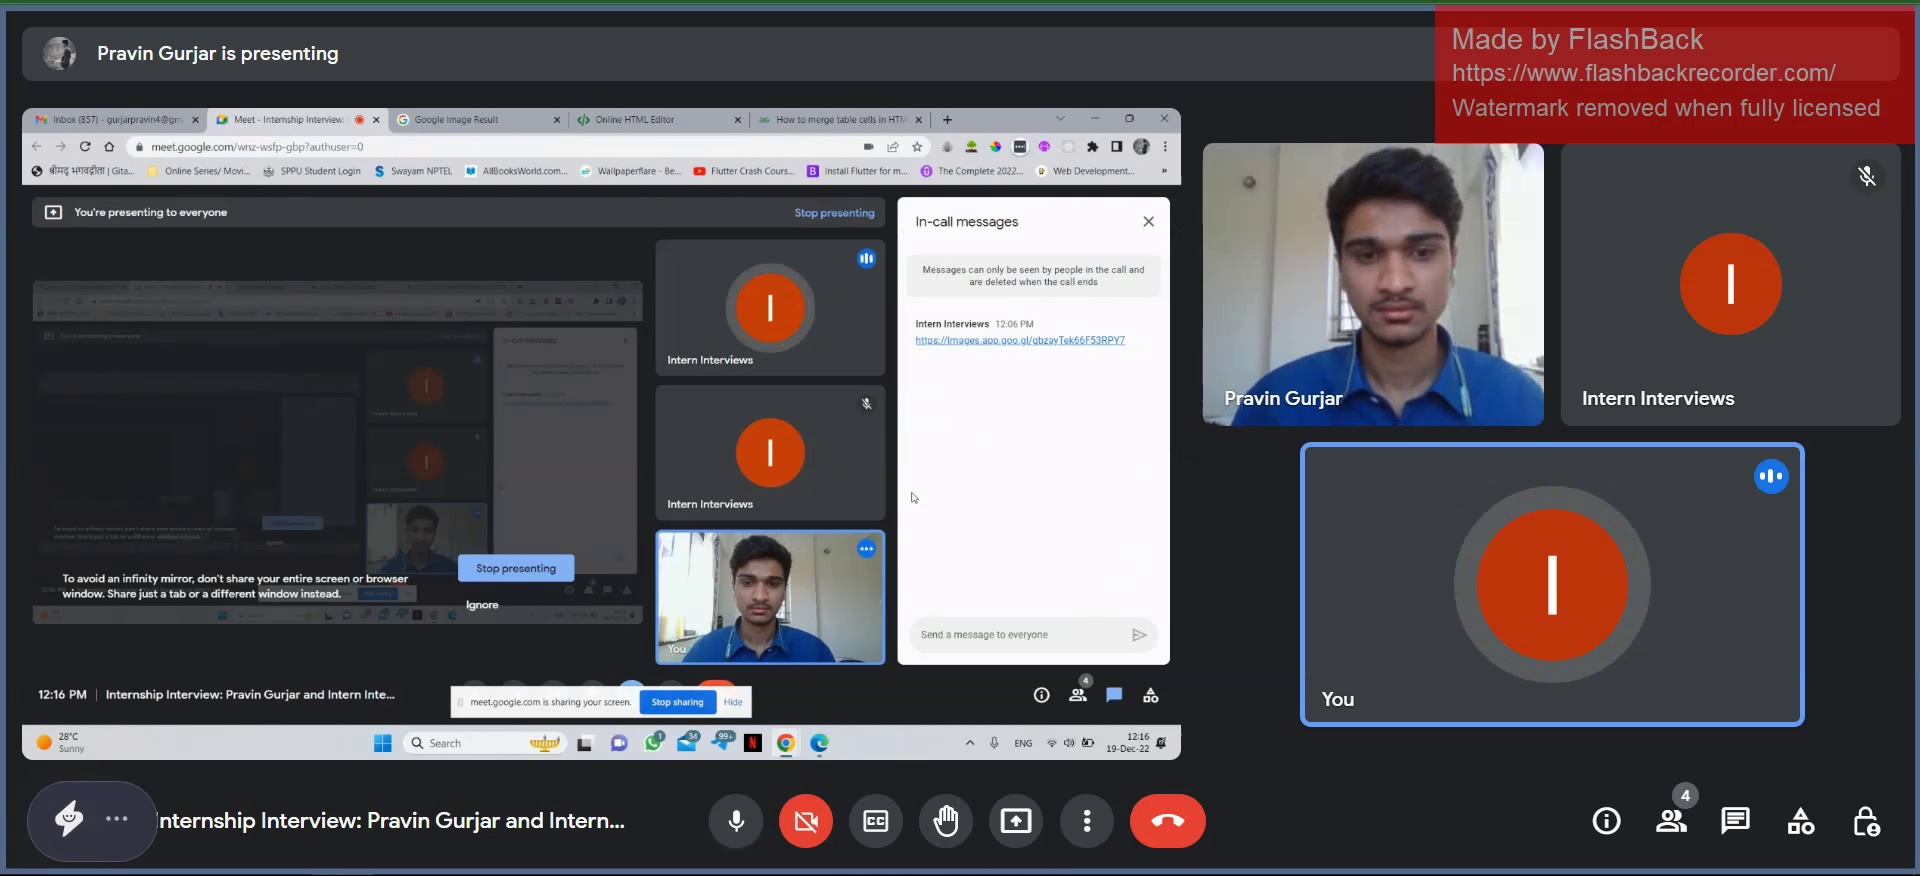 Pravin Gurjar is presenting
Made by FlashBack
https://www.flashbackrecorder.com/
Watermark removed when fully licensed
Inbox (857) - gurjarpravin4@gm
Meet - Internship Interview:
Google Image Result
Online HTML Editor
How to merge table cells in HTM
meet.google.com/wnz-wsfp-gbp?authuser=0
श्रीमद् भगवद्गीता | Gita...
Online Series/ Movi...
SPPU Student Login
Swayam NPTEL
AllBooksWorld.com...
Wallpaperflare - Be...
Flutter Crash Cours...
Install Flutter for m...
The Complete 2022...
Web Development...
»
You're presenting to everyone
Stop presenting
In-call messages
Messages can only be seen by people in the call and
are deleted when the call ends
Intern Interviews 12:06 PM
https://images.app.goo.gl/gbzayTek66F53RPY7
I
Intern Interviews
I
Intern Interviews
You
To avoid an infinity mirror, don't share your entire screen or browser
window. Share just a tab or a different window instead.
Stop presenting
Ignore
Send a message to everyone
12:16 PM | Internship Interview: Pravin Gurjar and Intern Inte...
meet.google.com is sharing your screen.
Stop sharing
Hide
4
28°C
Sunny
Search
1
34
99+
N
ENG
12:16
19-Dec-22
Pravin Gurjar
I
Intern Interviews
I
You
nternship Interview: Pravin Gurjar and Intern...
CC
4